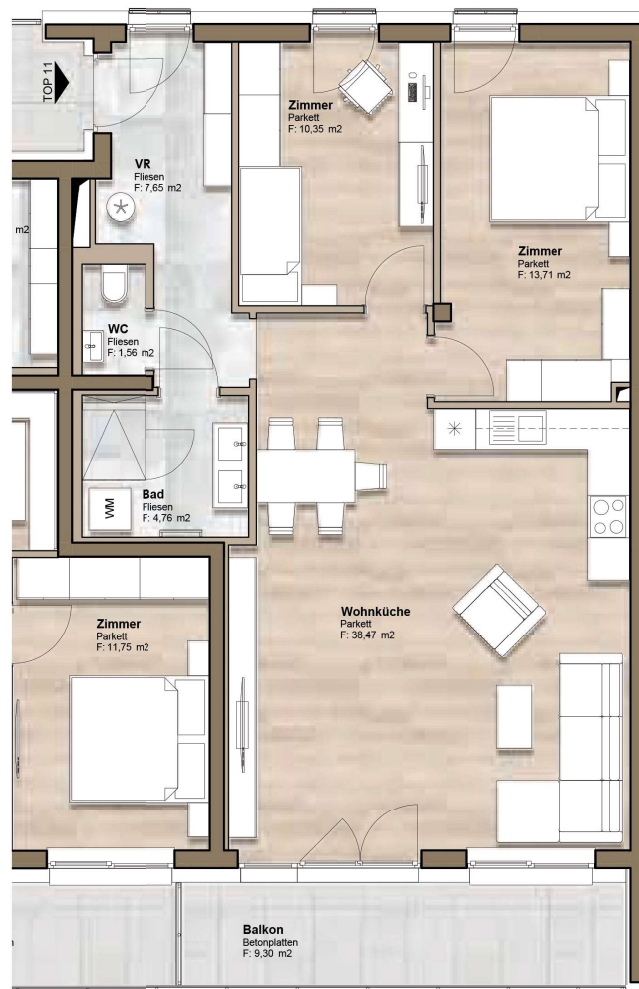 TOP 11
Zimmer
Parkett
F: 10,35 m2
VR
Fliesen
F: 7,65 m2
m2
Zimmer
Parkett
F: 13,71 m2
WC
Fliesen
F: 1,56 m2
WM
Bad
Fliesen
F: 4,76 m2
Wohnküche
Parkett
F: 38,47 m2
Zimmer
Parkett
F: 11,75 m2
Balkon
Betonplatten
F: 9,30 m2